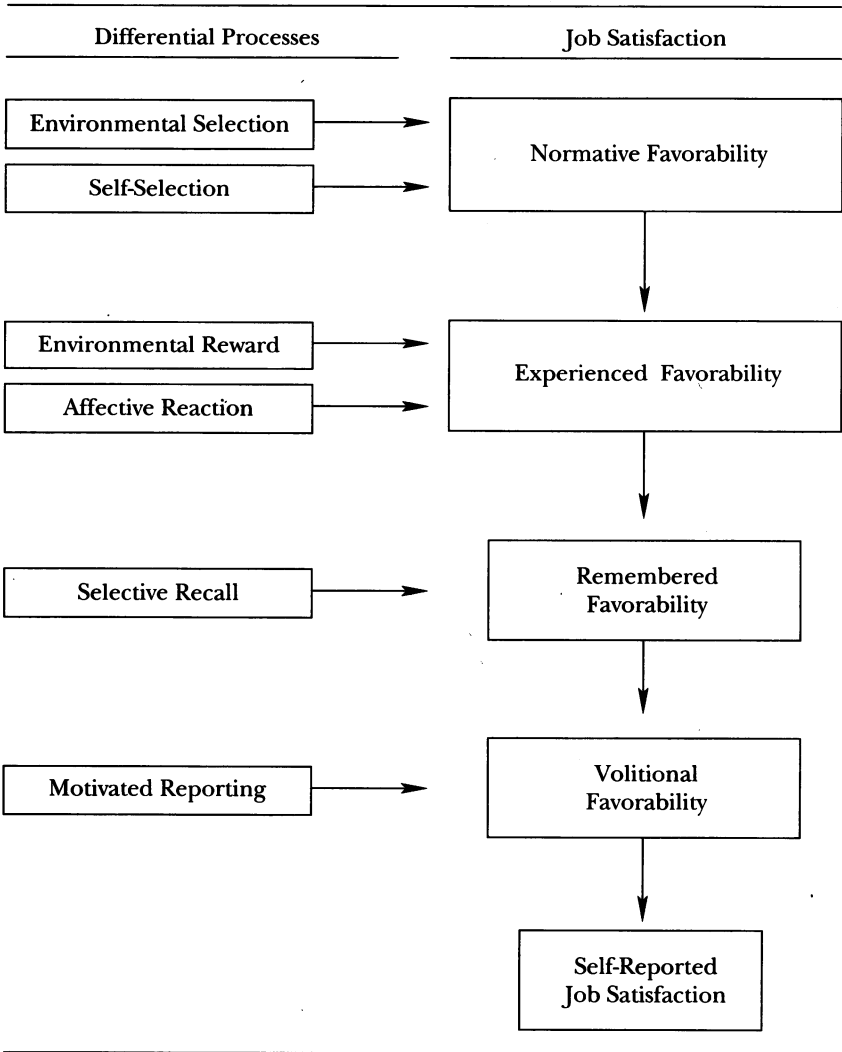 Differential Processes
Job Satisfaction
Environmental Selection
Self-Selection
Normative Favorability
Environmental Reward
Affective Reaction
Experienced Favorability
Selective Recall
Remembered
Favorability
Motivated Reporting
Volitional
Favorability
Self-Reported
Job Satisfaction